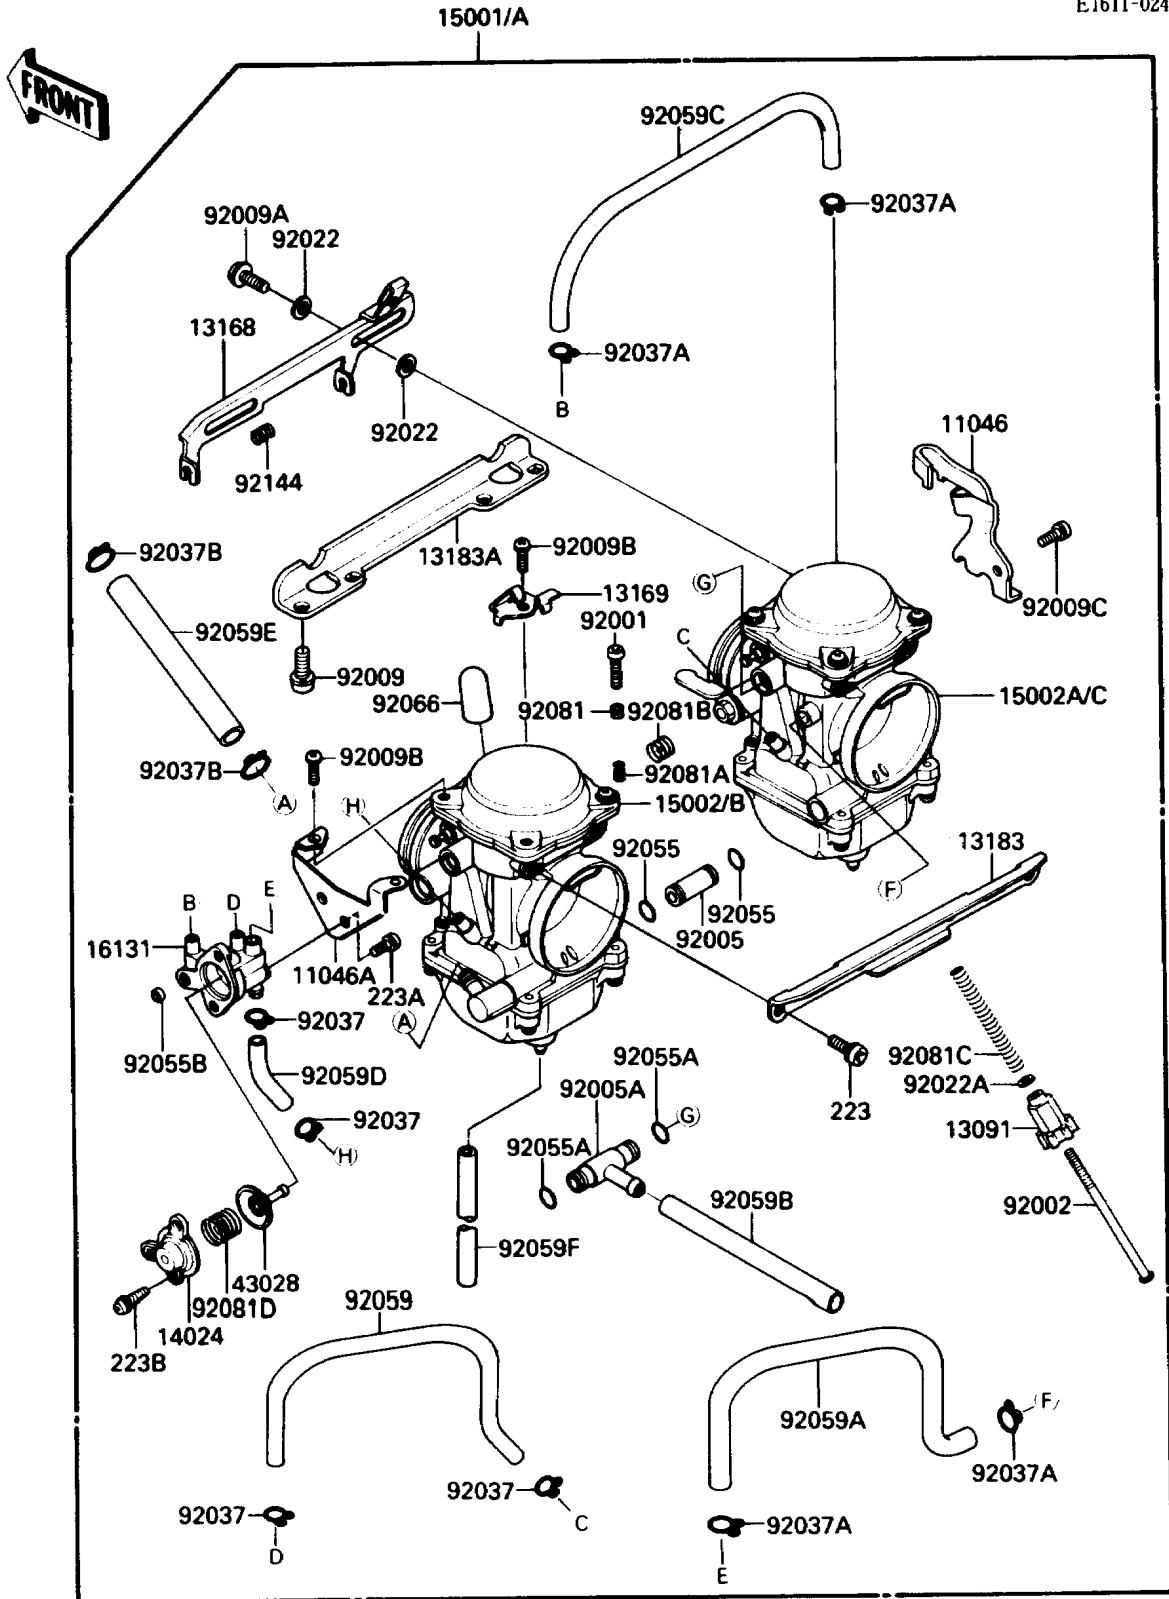 E1611-024
15001/A
FRONT
92059C
92037A
92009A
92022
13168
92037A
B
92022
11046
92144
92037B
13183A
92009B
G
13169
92009C
92001
92059E
C
92009
92066
15002A/C
92081
92081B
92037B
92009B
92081A
A
H
15002/B
92055
13183
B
D
E
F
92055
16131
92005
11046A
223A
92037
A
92055B
92059D
92055A
92081C
92005A
92022A
92037
G
223
13091
H
92055A
92059B
92002
92059F
43028
92081D
92059
14024
223B
92059A
F
92037A
92037
92037
C
92037A
D
E